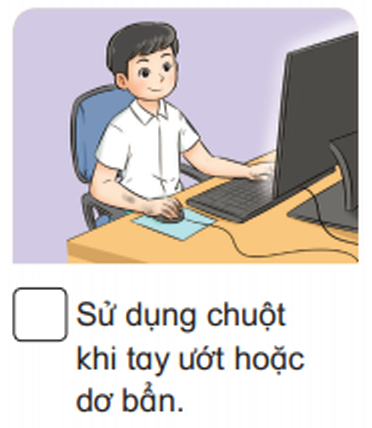 Sử dụng chuột
khi tay ướt hoặc
dơ bẩn.